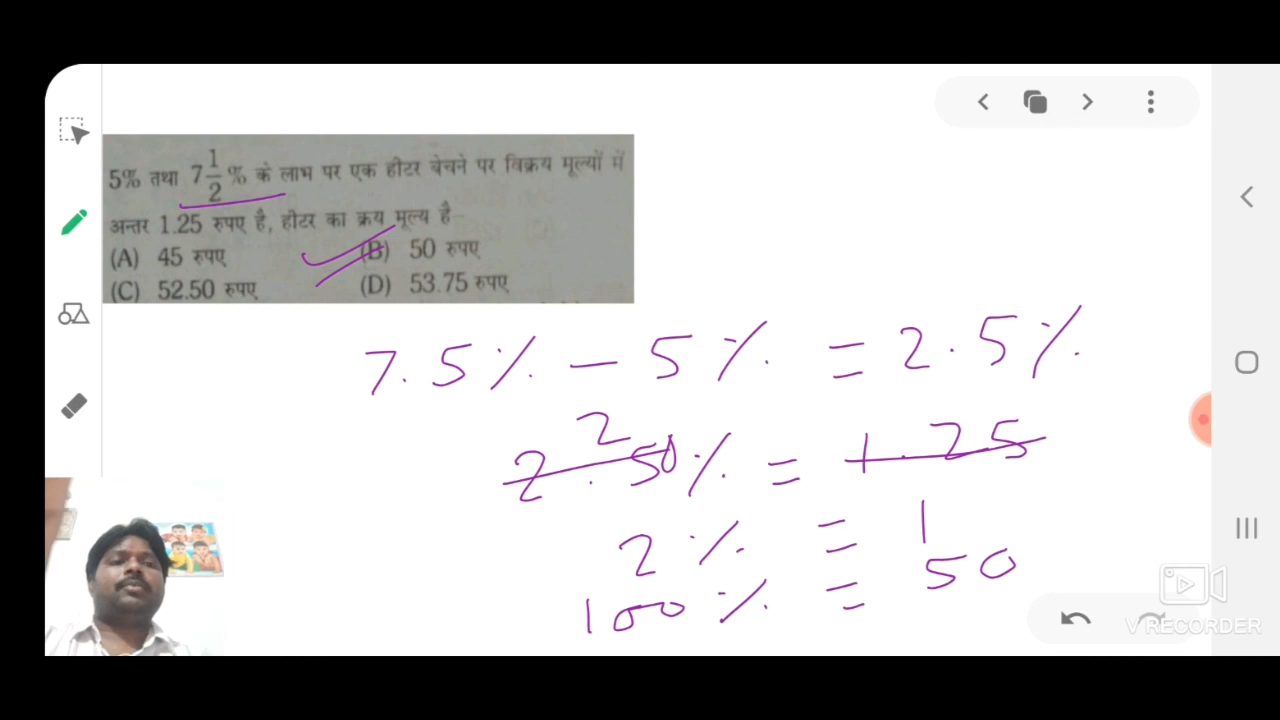 5% तथा 7 1/2 % के लाभ पर एक हीटर बेचने पर विक्रय मूल्यों में
अन्तर 1.25 रुपए है, हीटर का क्रय मूल्य है
(A) 45 रुपए (B) 50 रुपए
(C) 52.50 रुपए (D) 53.75 रुपए
7.5% - 5% = 2.5%
2
2.50% = 1.25
2% = 1
100% = 50
V RECORDER